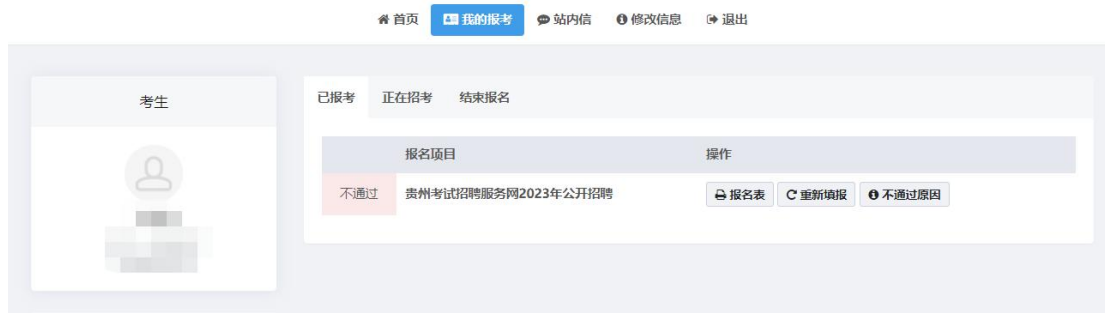 首页 我的报考 站内信 修改信息 退出
考生
已报考 正在招考 结束报名
报名项目 操作
不通过 贵州考试招聘服务网2023年公开招聘 报名表 重新填报 不通过原因